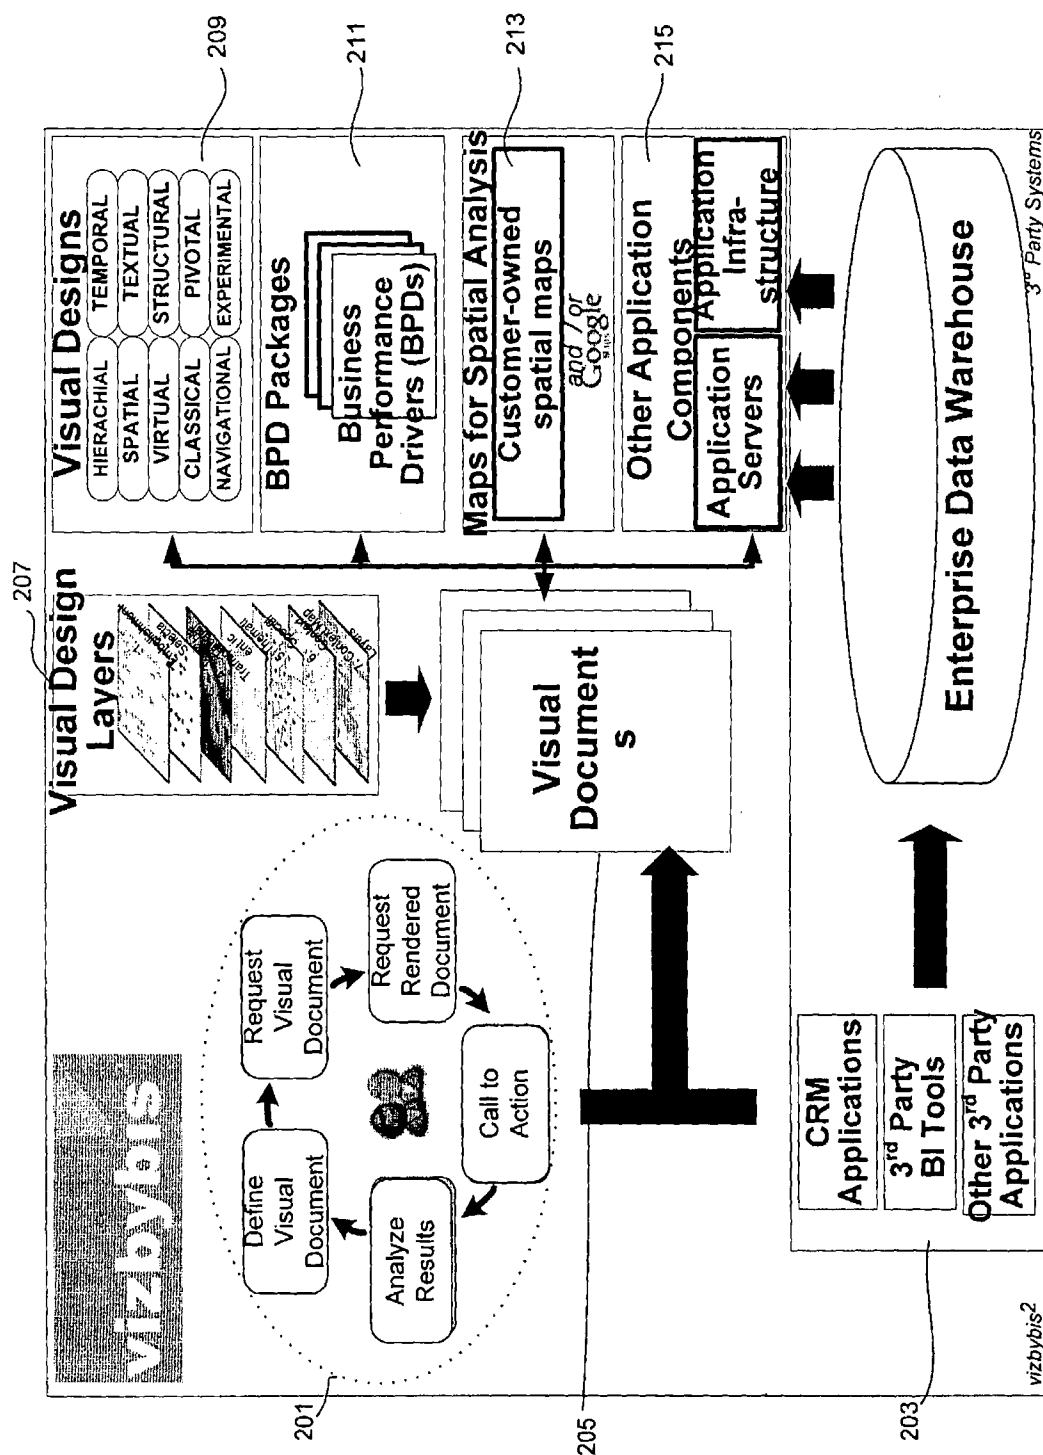 vizbybis
201
Define
Visual
Document
Request
Visual
Document
Request
Rendered
Document
Call to
Action
Analyze
Results
207
Visual Design
Layers
Visual
Document
s
205
Visual Designs
209
HIERACHIAL
TEMPORAL
SPATIAL
TEXTUAL
VIRTUAL
STRUCTURAL
CLASSICAL
PIVOTAL
NAVIGATIONAL
EXPERIMENTAL
BPD Packages
211
Business
Performance
Drivers (BPDs)
Maps for Spatial Analysis
213
Customer-owned
spatial maps
and / or
Google
Other Application
Components
215
Application
Servers
Application
Infra-
structure
CRM
Applications
3rd Party
BI Tools
Other 3rd Party
Applications
203
Enterprise Data Warehouse
3rd Party Systems
vizbybis²